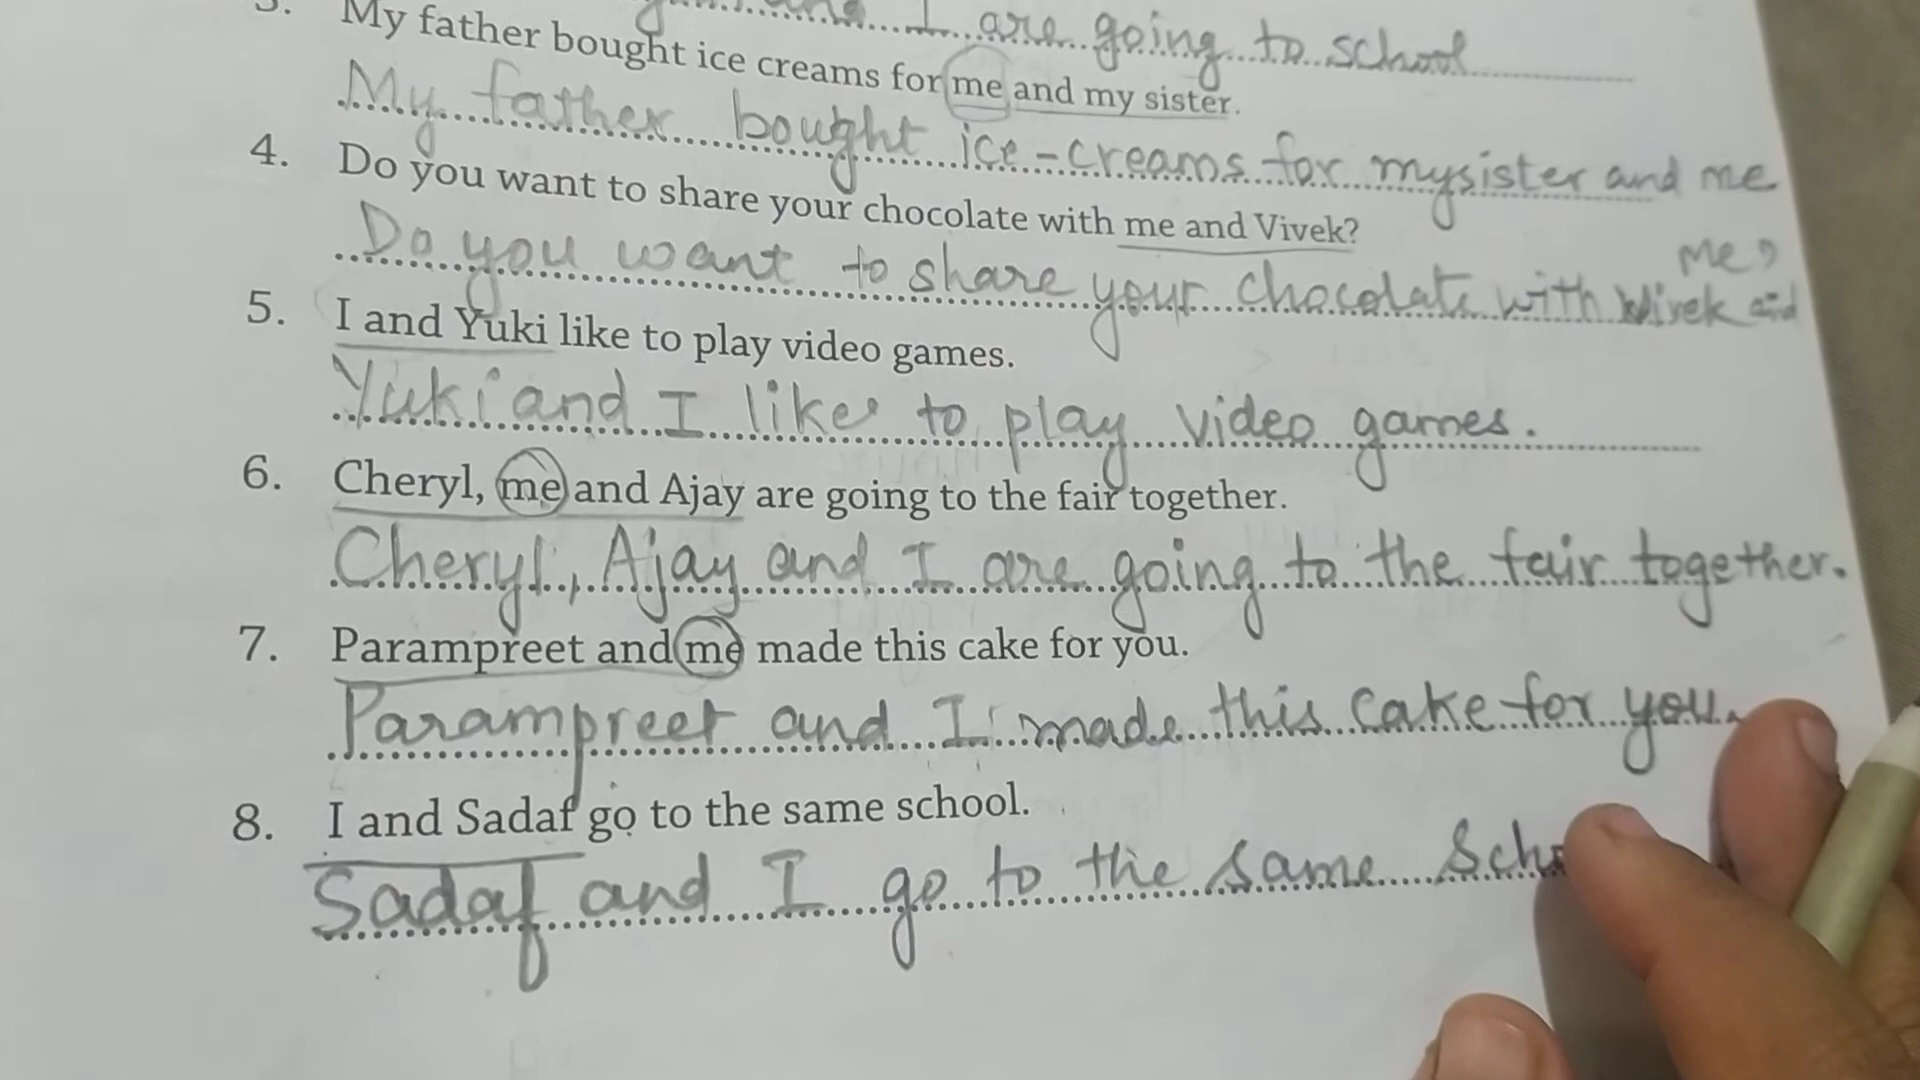 I are going to school
3. My father bought ice creams for me and my sister.
My father bought ice-creams for my sister and me
4. Do you want to share your chocolate with me and Vivek?
Do you want to share your chocolate with Vivek and
me?
5. I and Yuki like to play video games.
Yuki and I like to play video games.
6. Cheryl, me and Ajay are going to the fair together.
Cheryl, Ajay and I are going to the fair together.
7. Parampreet and me made this cake for you.
Parampreet and I made this cake for you.
8. I and Sadaf go to the same school.
Sadaf and I go to the same